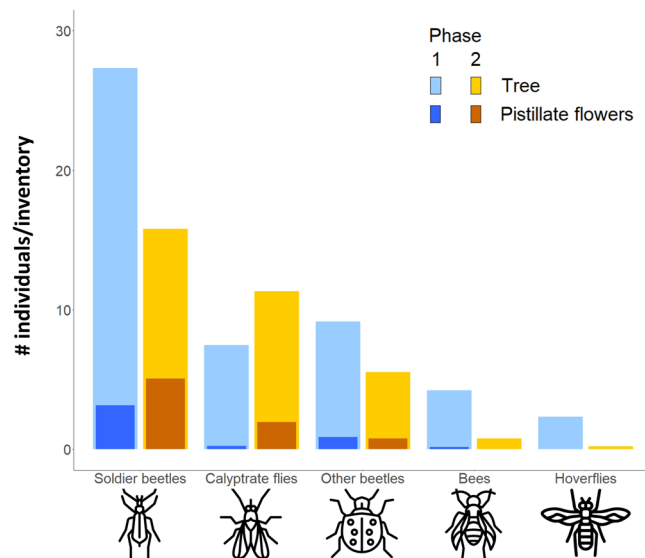 Phase
1 2
Tree
Pistillate flowers
# individuals/inventory
30
20
10
0
Soldier beetles Calyptrate flies Other beetles Bees Hoverflies